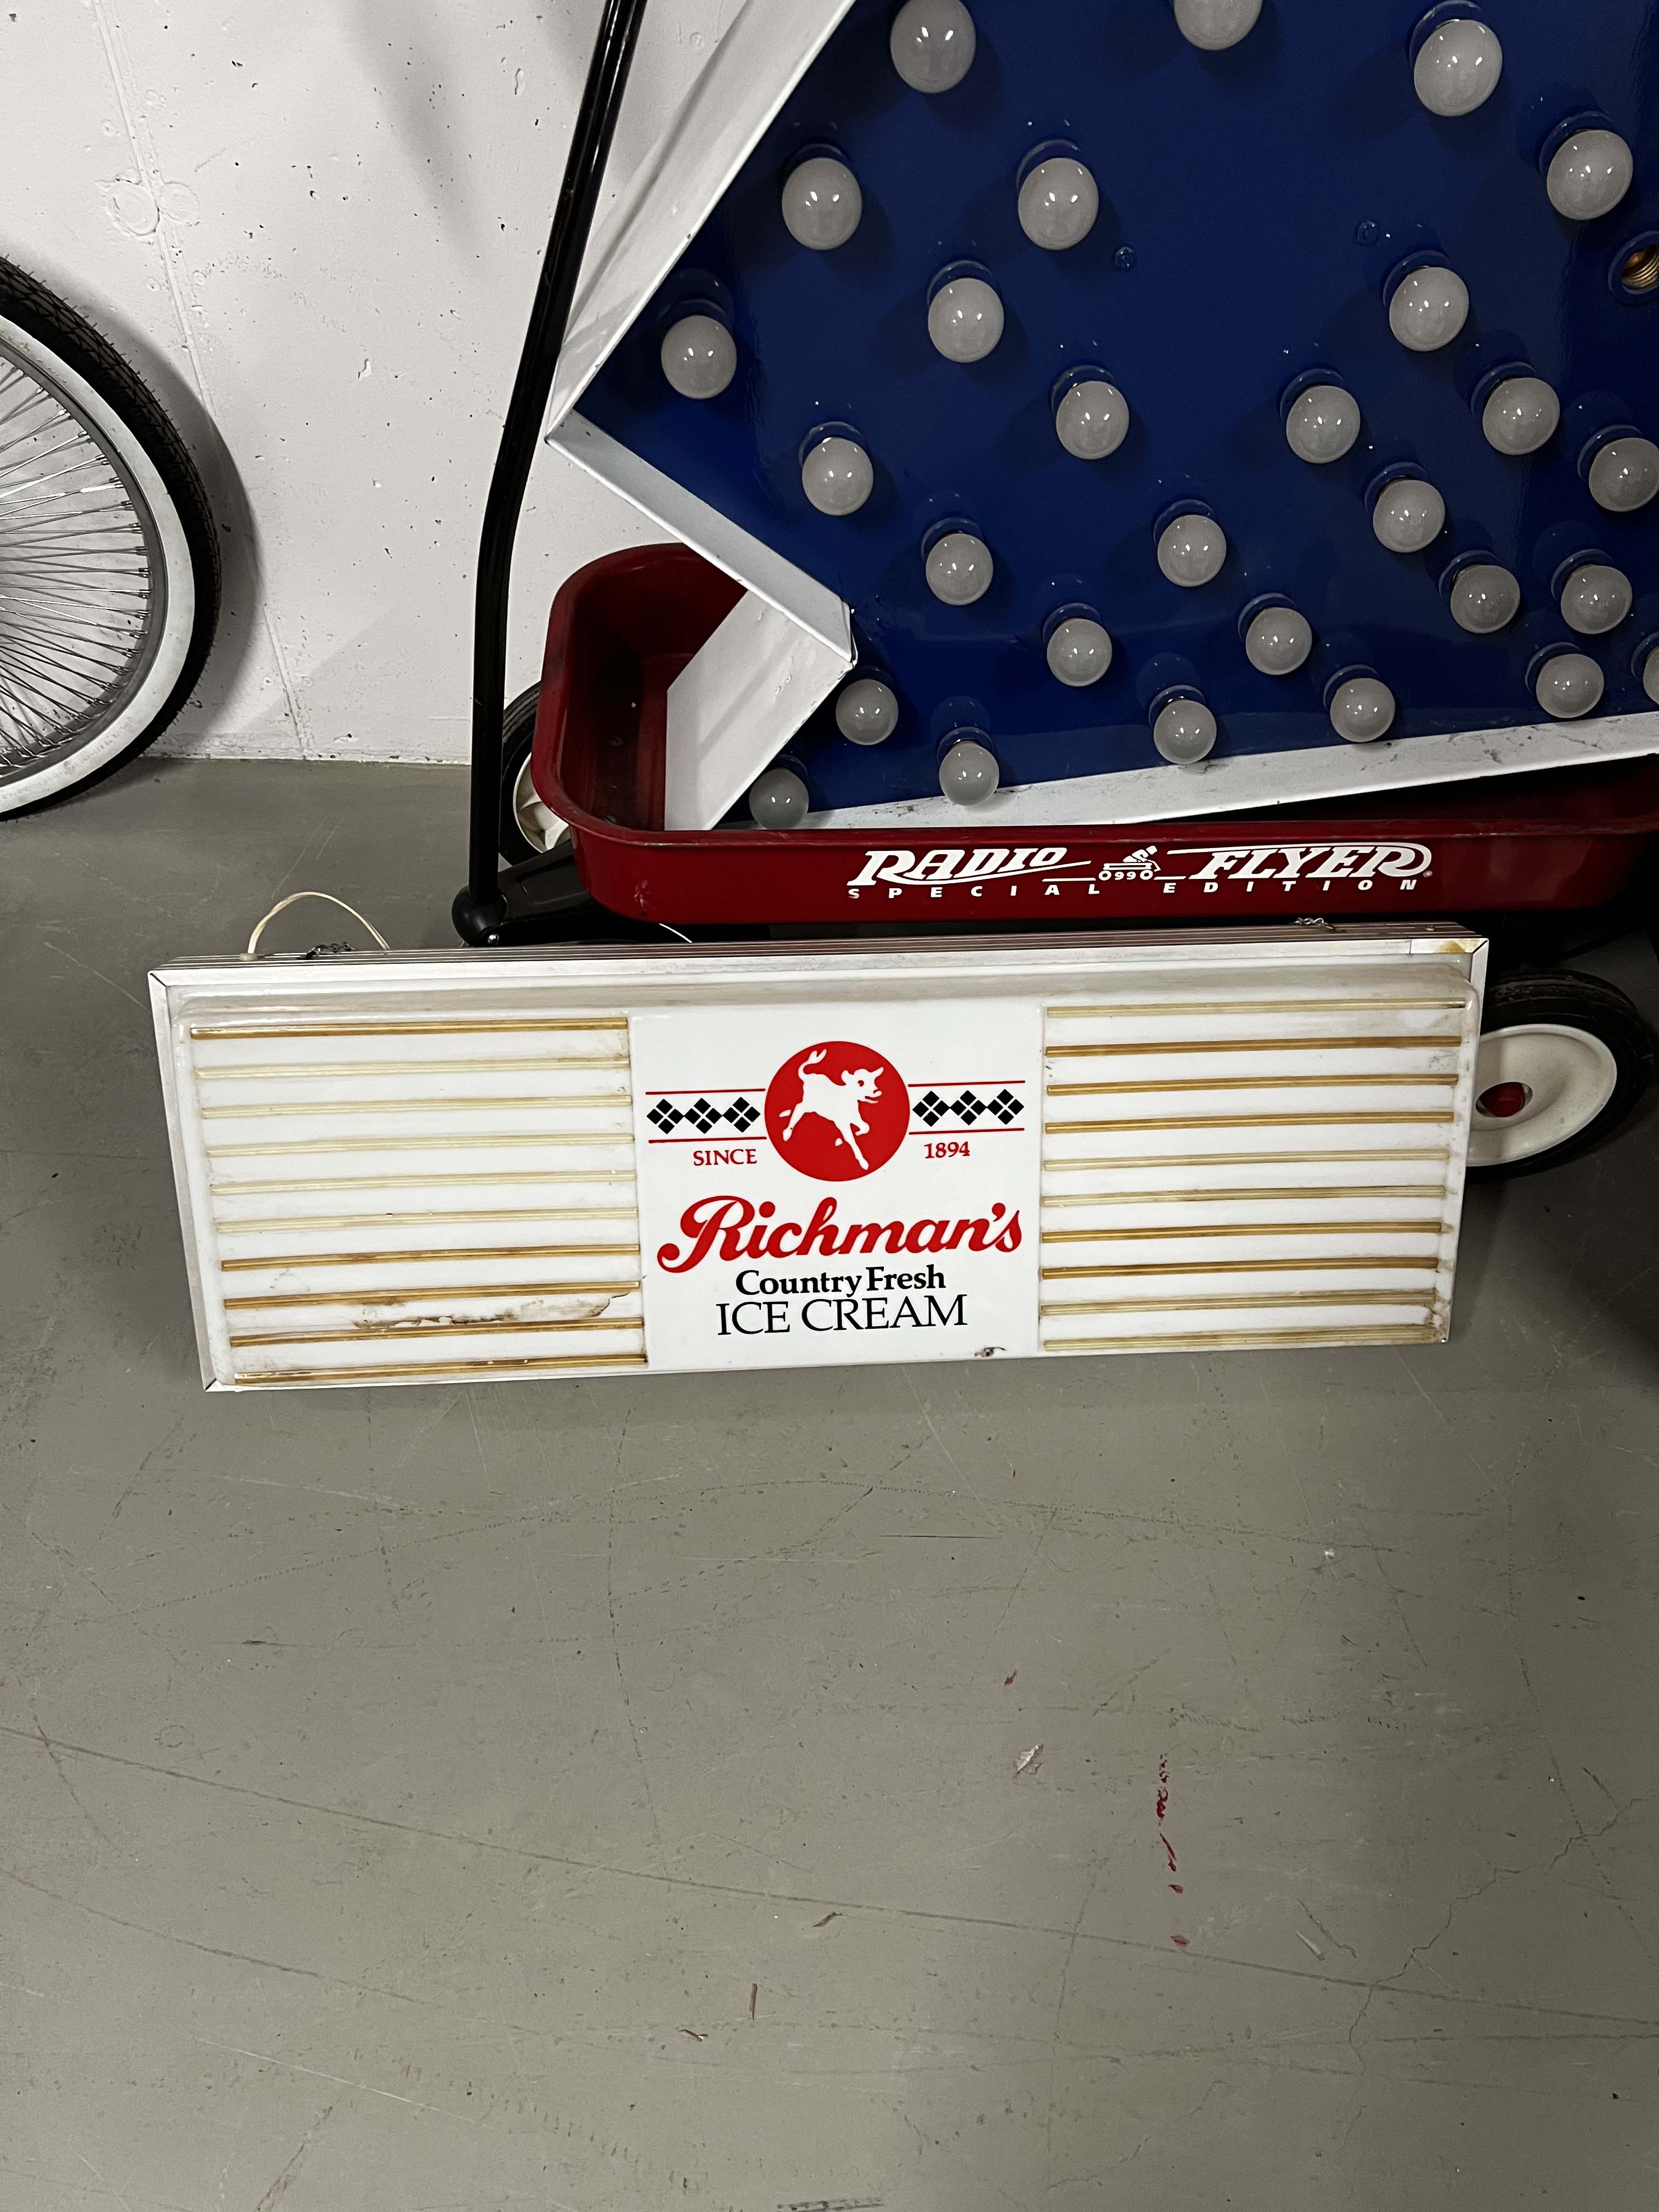 RADIO FLYER®
SPECIAL EDITION
SINCE 1894
Richman's
Country Fresh
ICE CREAM